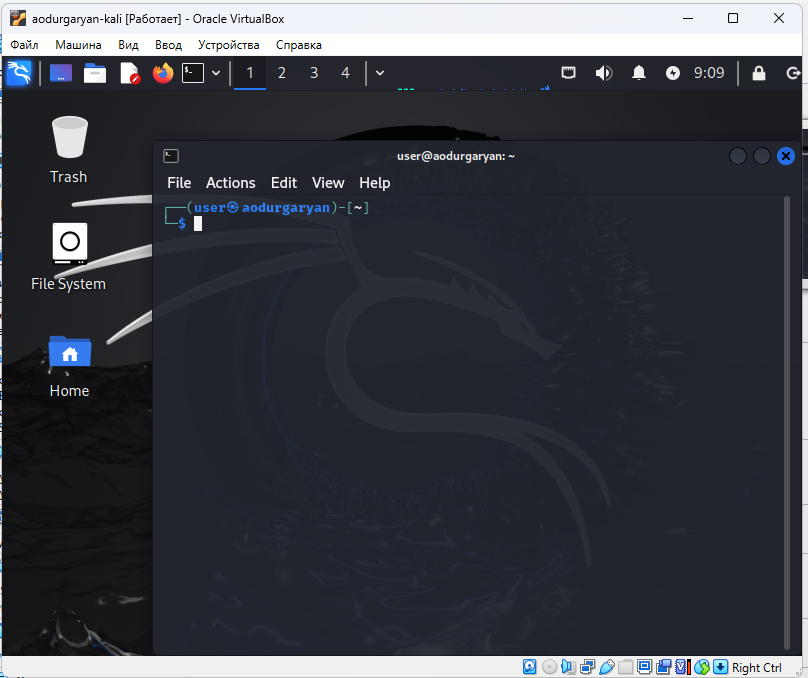 aodurgaryan-kali [Работает] - Oracle VirtualBox
Файл Машина Вид Ввод Устройства Справка
1 2 3 4 9:09
Trash
File System
Home
user@aodurgaryan: ~
File Actions Edit View Help
┌──(user㉿aodurgaryan)-[~]
└─$
Right Ctrl